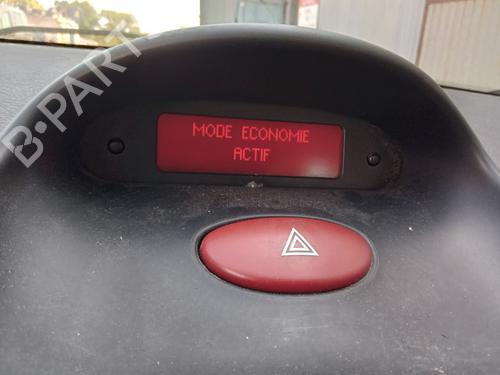 MODE ECONOMIE
ACTIF
B-PARTS